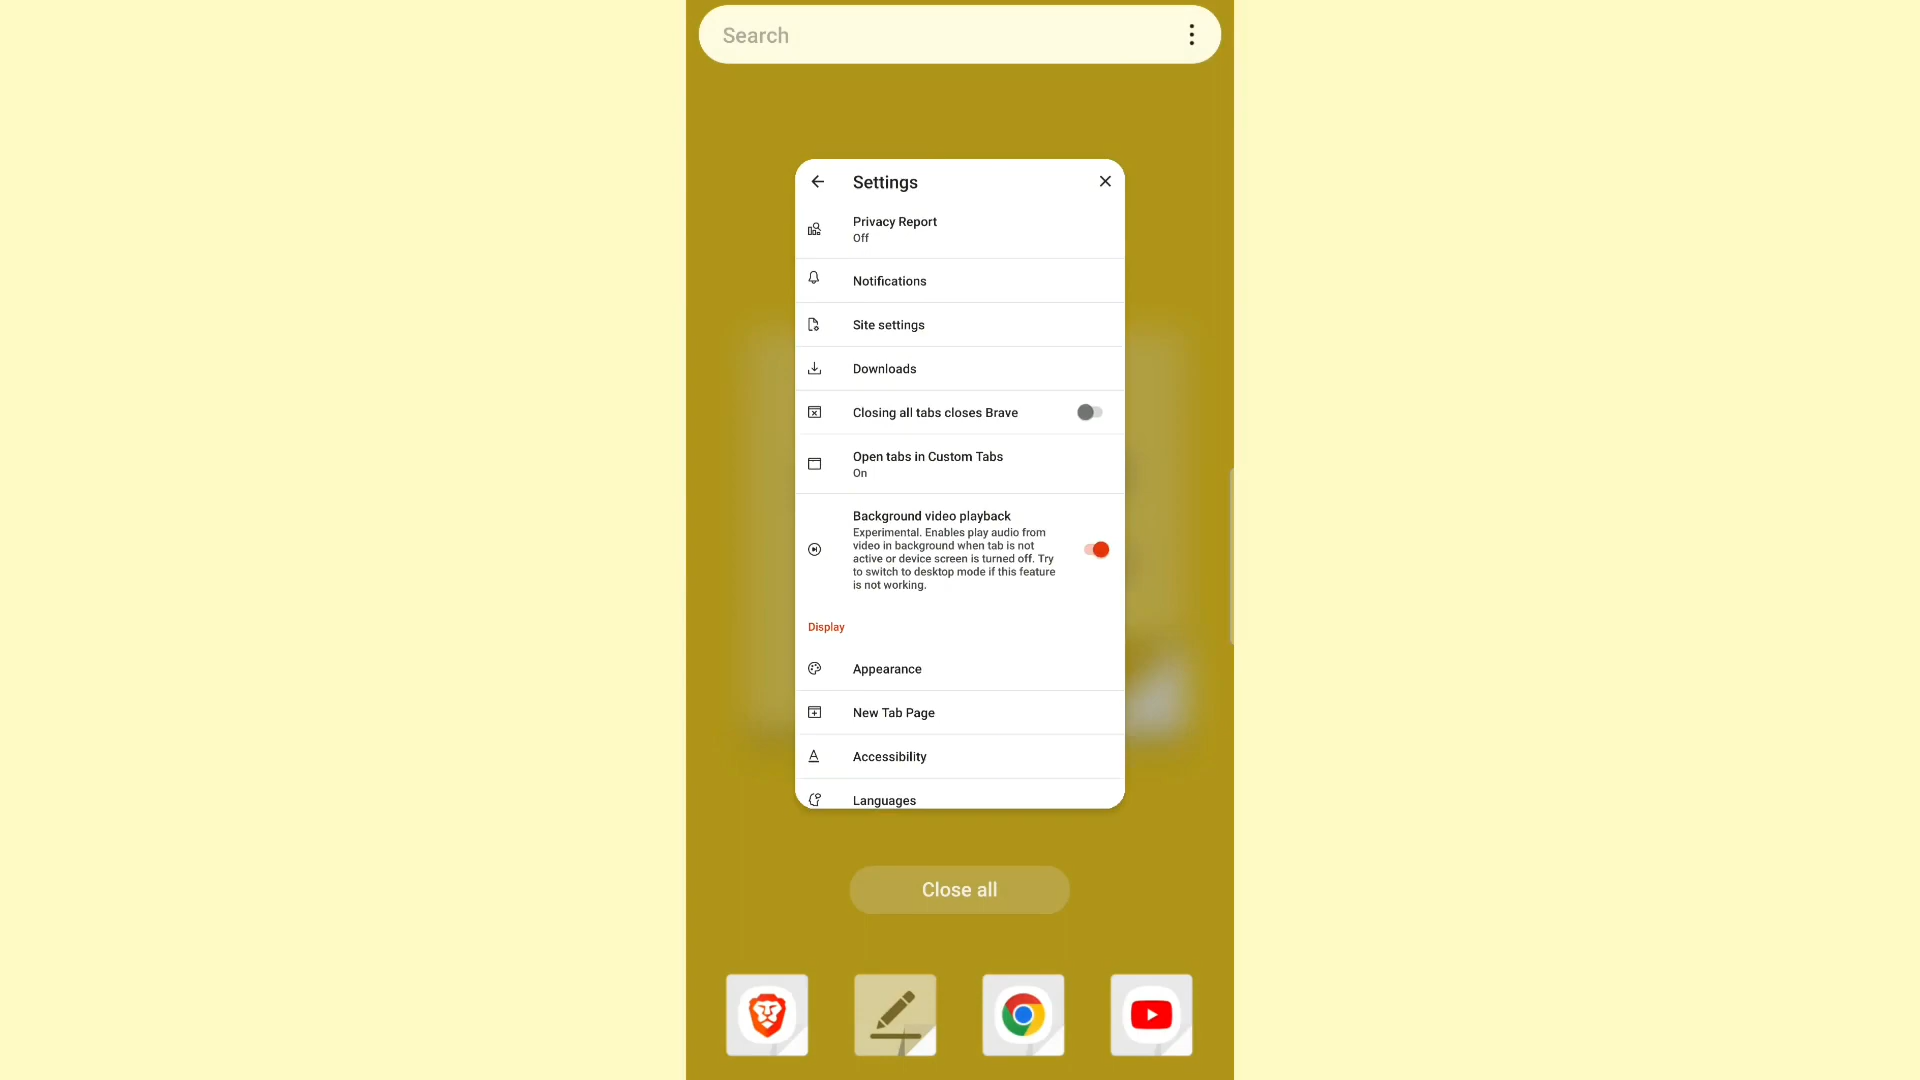 Search
Settings
Privacy Report
Off
Notifications
Site settings
Downloads
Closing all tabs closes Brave
Open tabs in Custom Tabs
On
Background video playback
Experimental. Enables play audio from
video in background when tab is not
active or device screen is turned off. Try
to switch to desktop mode if this feature
is not working.
Display
Appearance
New Tab Page
Accessibility
Languages
Close all